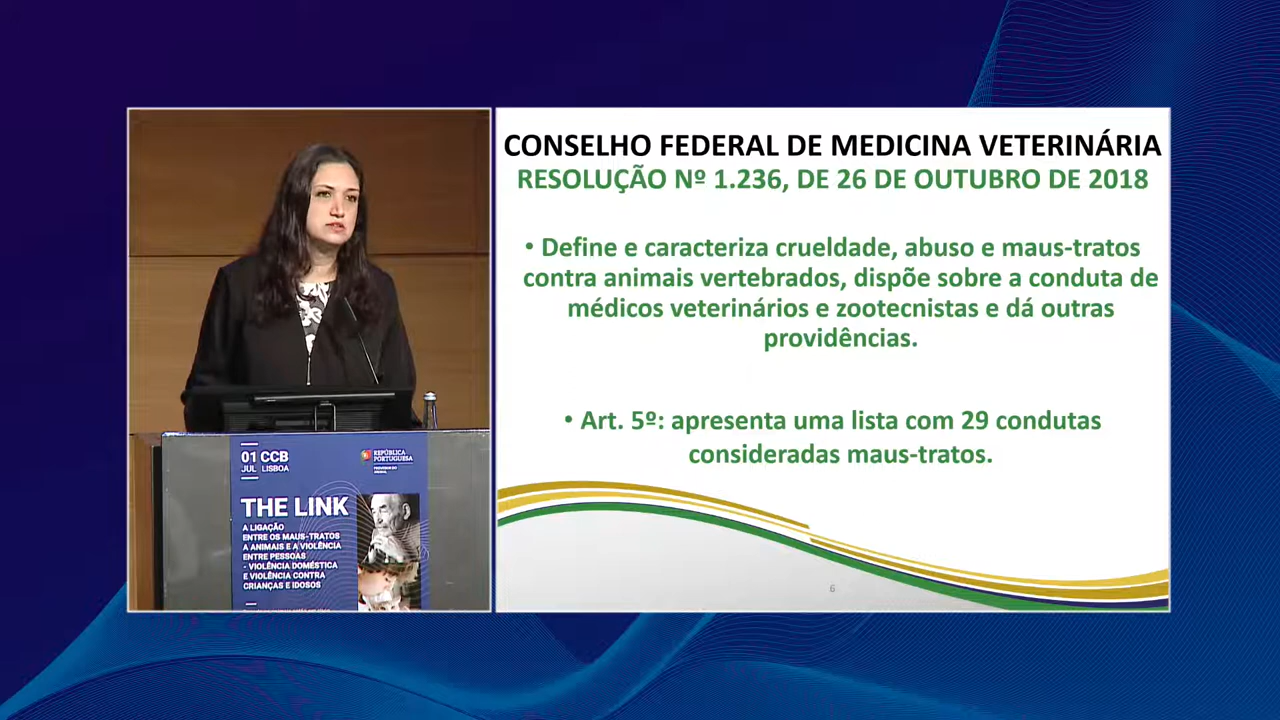 CONSELHO FEDERAL DE MEDICINA VETERINÁRIA
RESOLUÇÃO Nº 1.236, DE 26 DE OUTUBRO DE 2018
• Define e caracteriza crueldade, abuso e maus-tratos
contra animais vertebrados, dispõe sobre a conduta de
médicos veterinários e zootecnistas e dá outras
providências.
• Art. 5º: apresenta uma lista com 29 condutas
consideradas maus-tratos.
6
01 CCB
JUL LISBOA
REPÚBLICA
PORTUGUESA
THE LINK
A LIGAÇÃO
ENTRE OS MAUS-TRATOS
A ANIMAIS E A VIOLÊNCIA
ENTRE PESSOAS
- VIOLÊNCIA DOMÉSTICA
E VIOLÊNCIA CONTRA
CRIANÇAS E IDOSOS